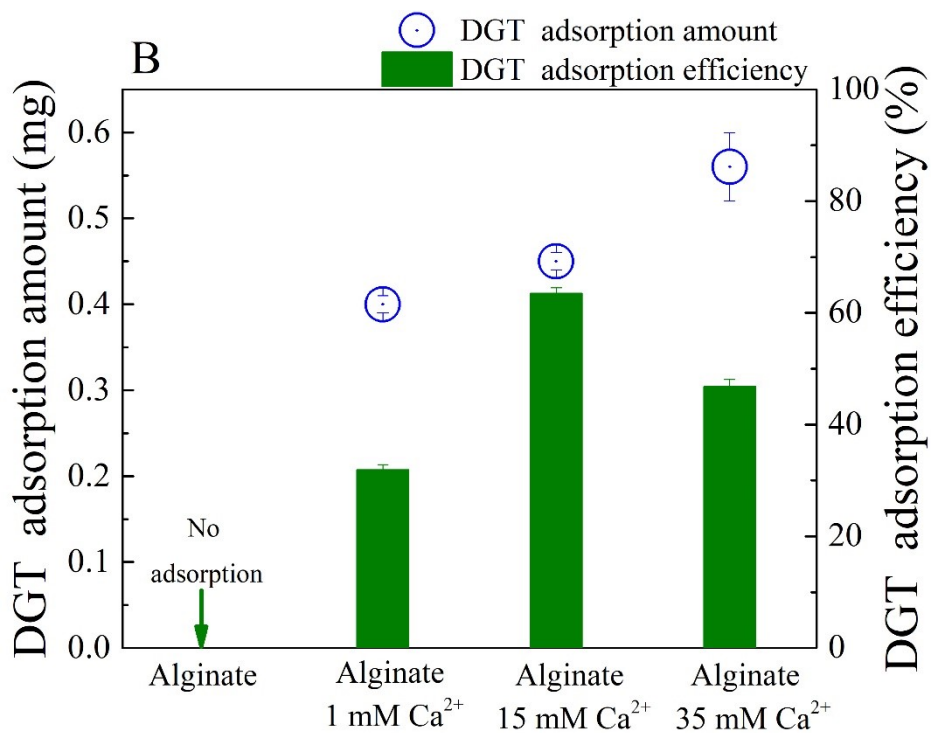 B
DGT adsorption amount
DGT adsorption efficiency
DGT adsorption amount (mg)
0.6
0.5
0.4
0.3
0.2
0.1
0.0
No
adsorption
Alginate
Alginate
1 mM Ca²⁺
Alginate
15 mM Ca²⁺
Alginate
35 mM Ca²⁺
100
80
60
40
20
0
DGT adsorption efficiency (%)